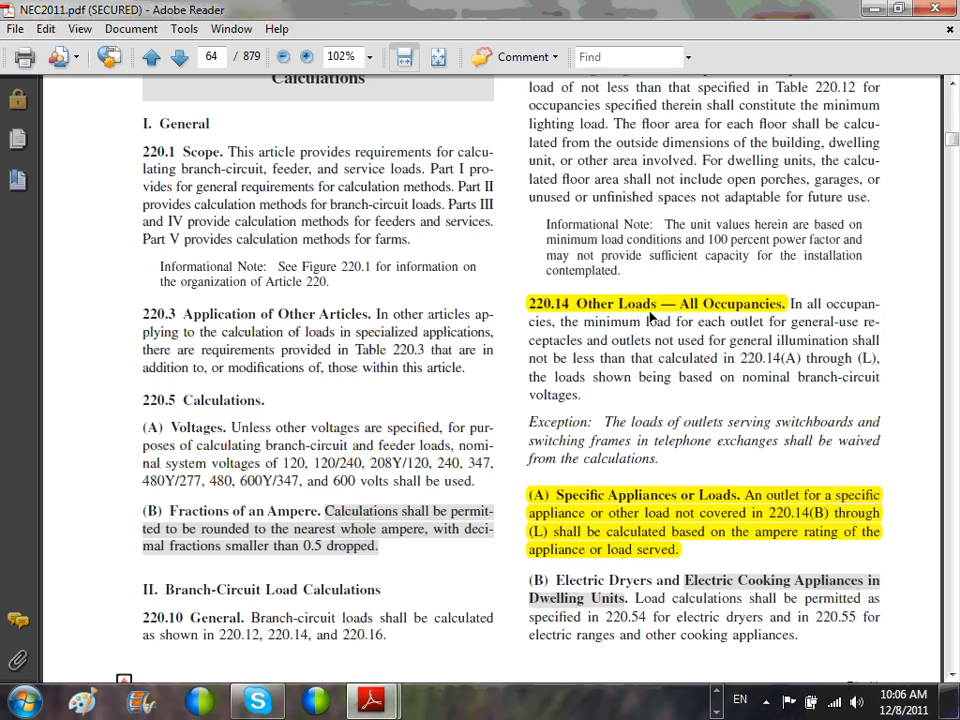 NEC2011.pdf (SECURED) - Adobe Reader
File Edit View Document Tools Window Help
64 / 879 102% Comment Find
Calculations
I. General
220.1 Scope. This article provides requirements for calcu-
lating branch-circuit, feeder, and service loads. Part I pro-
vides for general requirements for calculation methods. Part II
provides calculation methods for branch-circuit loads. Parts III
and IV provide calculation methods for feeders and services.
Part V provides calculation methods for farms.
Informational Note: See Figure 220.1 for information on
the organization of Article 220.
220.3 Application of Other Articles. In other articles ap-
plying to the calculation of loads in specialized applications,
there are requirements provided in Table 220.3 that are in
addition to, or modifications of, those within this article.
220.5 Calculations.
(A) Voltages. Unless other voltages are specified, for pur-
poses of calculating branch-circuit and feeder loads, nomi-
nal system voltages of 120, 120/240, 208Y/120, 240, 347,
480Y/277, 480, 600Y/347, and 600 volts shall be used.
(B) Fractions of an Ampere. Calculations shall be permit-
ted to be rounded to the nearest whole ampere, with deci-
mal fractions smaller than 0.5 dropped.
II. Branch-Circuit Load Calculations
220.10 General. Branch-circuit loads shall be calculated
as shown in 220.12, 220.14, and 220.16.
load of not less than that specified in Table 220.12 for
occupancies specified therein shall constitute the minimum
lighting load. The floor area for each floor shall be calcu-
lated from the outside dimensions of the building, dwelling
unit, or other area involved. For dwelling units, the calcu-
lated floor area shall not include open porches, garages, or
unused or unfinished spaces not adaptable for future use.
Informational Note: The unit values herein are based on
minimum load conditions and 100 percent power factor and
may not provide sufficient capacity for the installation
contemplated.
220.14 Other Loads — All Occupancies. In all occupan-
cies, the minimum load for each outlet for general-use re-
ceptacles and outlets not used for general illumination shall
not be less than that calculated in 220.14(A) through (L),
the loads shown being based on nominal branch-circuit
voltages.
Exception: The loads of outlets serving switchboards and
switching frames in telephone exchanges shall be waived
from the calculations.
(A) Specific Appliances or Loads. An outlet for a specific
appliance or other load not covered in 220.14(B) through
(L) shall be calculated based on the ampere rating of the
appliance or load served.
(B) Electric Dryers and Electric Cooking Appliances in
Dwelling Units. Load calculations shall be permitted as
specified in 220.54 for electric dryers and in 220.55 for
electric ranges and other cooking appliances.
EN
10:06 AM
12/8/2011